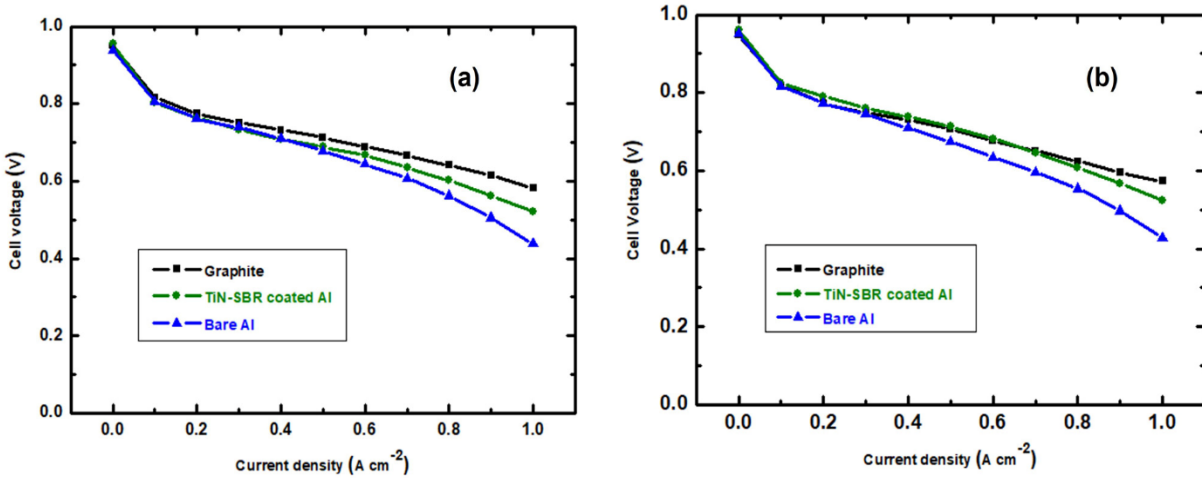 (a)
1.0
0.8
0.6
0.4
0.2
0.0
Cell voltage (V)
Graphite
TiN-SBR coated Al
Bare Al
0.0 0.2 0.4 0.6 0.8 1.0
Current density (A cm⁻²)
(b)
1.0
0.8
0.6
0.4
0.2
0.0
Cell Voltage (V)
Graphite
TiN-SBR coated Al
Bare Al
0.0 0.2 0.4 0.6 0.8 1.0
Current density (A cm⁻²)